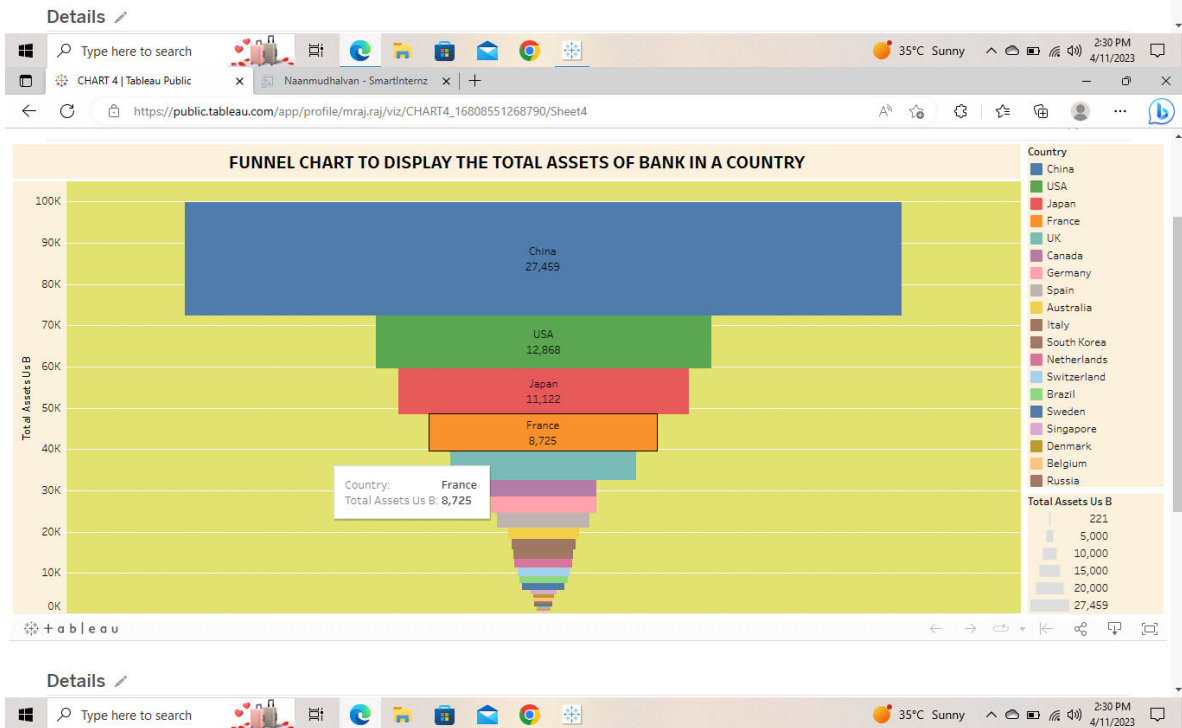 Details
Type here to search
35°C Sunny
2:30 PM
4/11/2023
CHART 4 | Tableau Public
Naanmudhalvan - SmartInternz
https://public.tableau.com/app/profile/mraj.raj/viz/CHART4_16808551268790/Sheet4
FUNNEL CHART TO DISPLAY THE TOTAL ASSETS OF BANK IN A COUNTRY
Total Assets Us B
100K
90K
80K
70K
60K
50K
40K
30K
20K
10K
0K
China
27,459
USA
12,868
Japan
11,122
France
8,725
Country: France
Total Assets Us B: 8,725
Country
China
USA
Japan
France
UK
Canada
Germany
Spain
Australia
Italy
South Korea
Netherlands
Switzerland
Brazil
Sweden
Singapore
Denmark
Belgium
Russia
Total Assets Us B
221
5,000
10,000
15,000
20,000
27,459
+ a b | e a u
Details
Type here to search
35°C Sunny
2:30 PM
4/11/2023